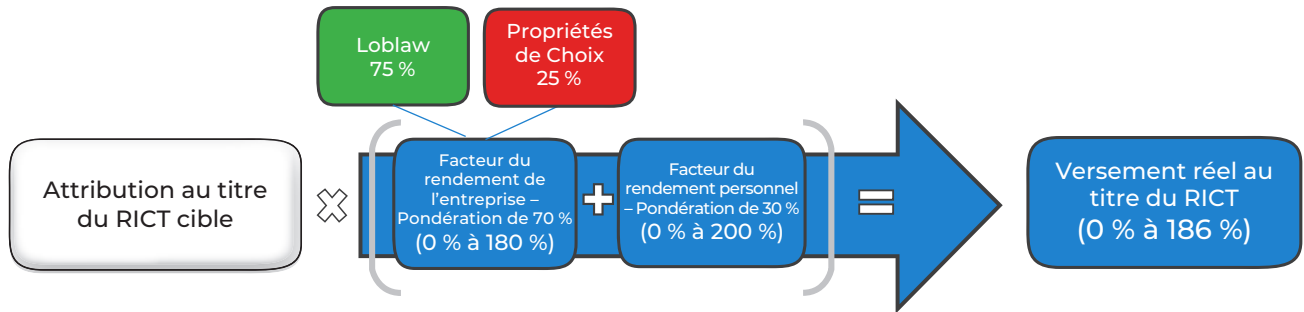 Loblaw
75 %
Propriétés
de Choix
25 %
Attribution au titre
du RICT cible
Facteur du
rendement de
l'entreprise –
Pondération de 70 %
(0 % à 180 %)
Facteur du
rendement personnel
– Pondération de 30 %
(0 % à 200 %)
Versement réel au
titre du RICT
(0 % à 186 %)